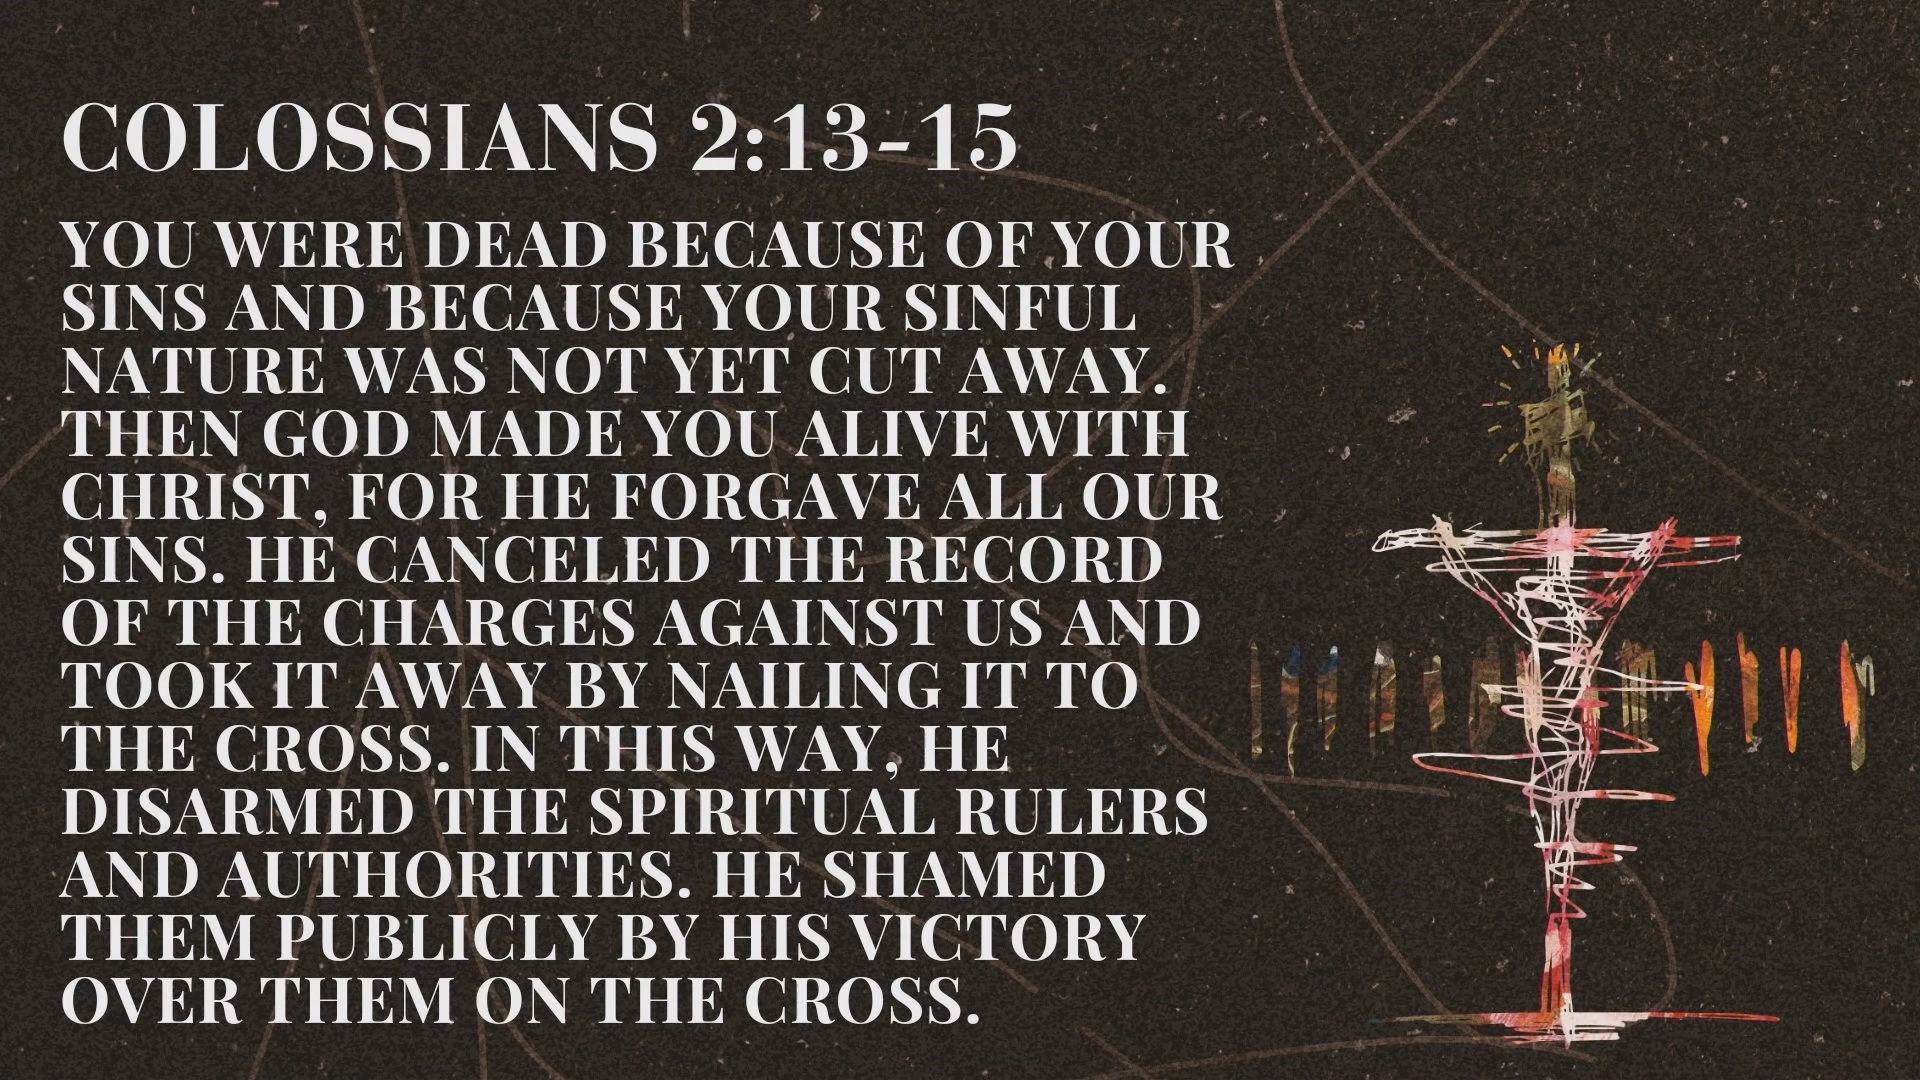 COLOSSIANS 2:13-15
YOU WERE DEAD BECAUSE OF YOUR
SINS AND BECAUSE YOUR SINFUL
NATURE WAS NOT YET CUT AWAY.
THEN GOD MADE YOU ALIVE WITH
CHRIST, FOR HE FORGAVE ALL OUR
SINS. HE CANCELED THE RECORD
OF THE CHARGES AGAINST US AND
TOOK IT AWAY BY NAILING IT TO
THE CROSS. IN THIS WAY, HE
DISARMED THE SPIRITUAL RULERS
AND AUTHORITIES. HE SHAMED
THEM PUBLICLY BY HIS VICTORY
OVER THEM ON THE CROSS.